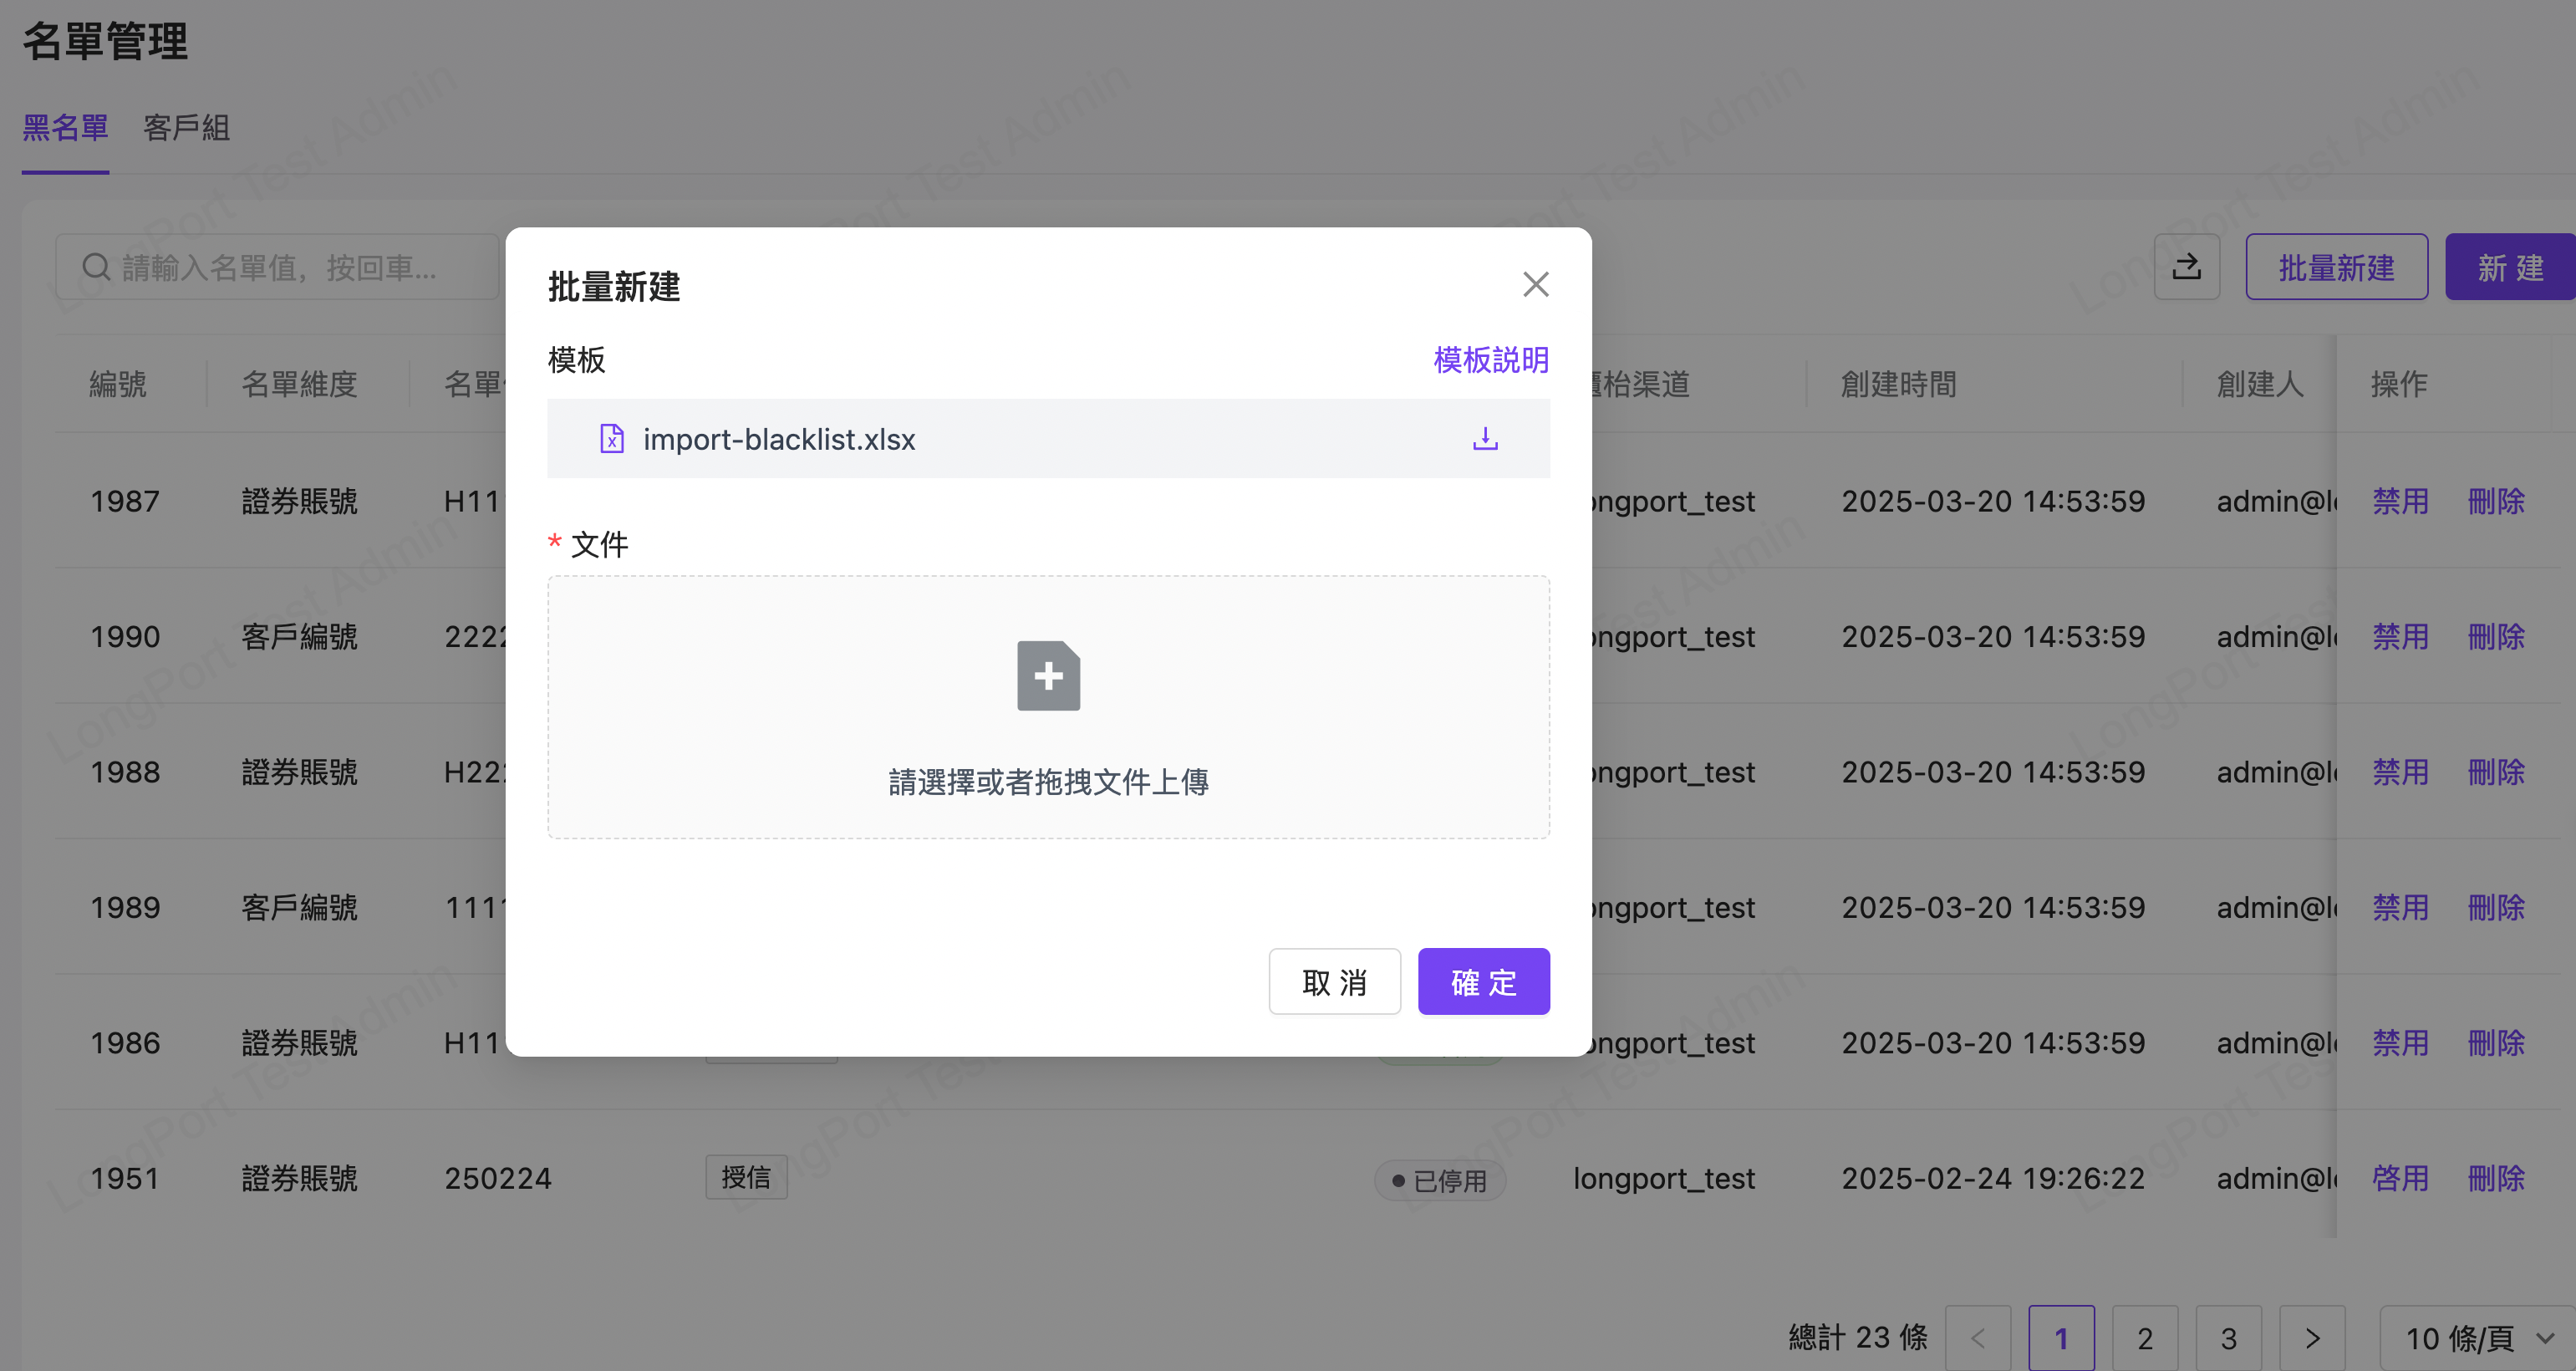 名單管理
黑名單 客戶組
請輸入名單值，按回車... 批量新建 新 建
編號 名單維度 名單 櫃枱渠道 創建時間 創建人 操作
1987 證券賬號 H11 ongport_test 2025-03-20 14:53:59 admin@l 禁用 刪除
1990 客戶編號 222 ongport_test 2025-03-20 14:53:59 admin@l 禁用 刪除
1988 證券賬號 H22 ongport_test 2025-03-20 14:53:59 admin@l 禁用 刪除
1989 客戶編號 111 ongport_test 2025-03-20 14:53:59 admin@l 禁用 刪除
1986 證券賬號 H11 ongport_test 2025-03-20 14:53:59 admin@l 禁用 刪除
1951 證券賬號 250224 授信 已停用 longport_test 2025-02-24 19:26:22 admin@l 啓用 刪除
總計 23 條 1 2 3 10 條/頁
批量新建
模板 模板説明
import-blacklist.xlsx
* 文件
請選擇或者拖拽文件上傳
取 消 確 定
LongPort Test Admin